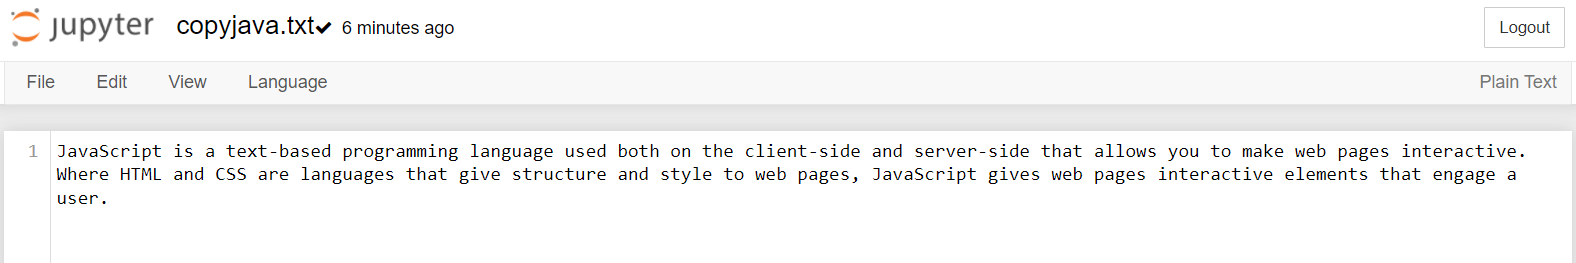 jupyter copyjava.txt✔ 6 minutes ago Logout
File Edit View Language Plain Text
1 JavaScript is a text-based programming language used both on the client-side and server-side that allows you to make web pages interactive.
Where HTML and CSS are languages that give structure and style to web pages, JavaScript gives web pages interactive elements that engage a
user.